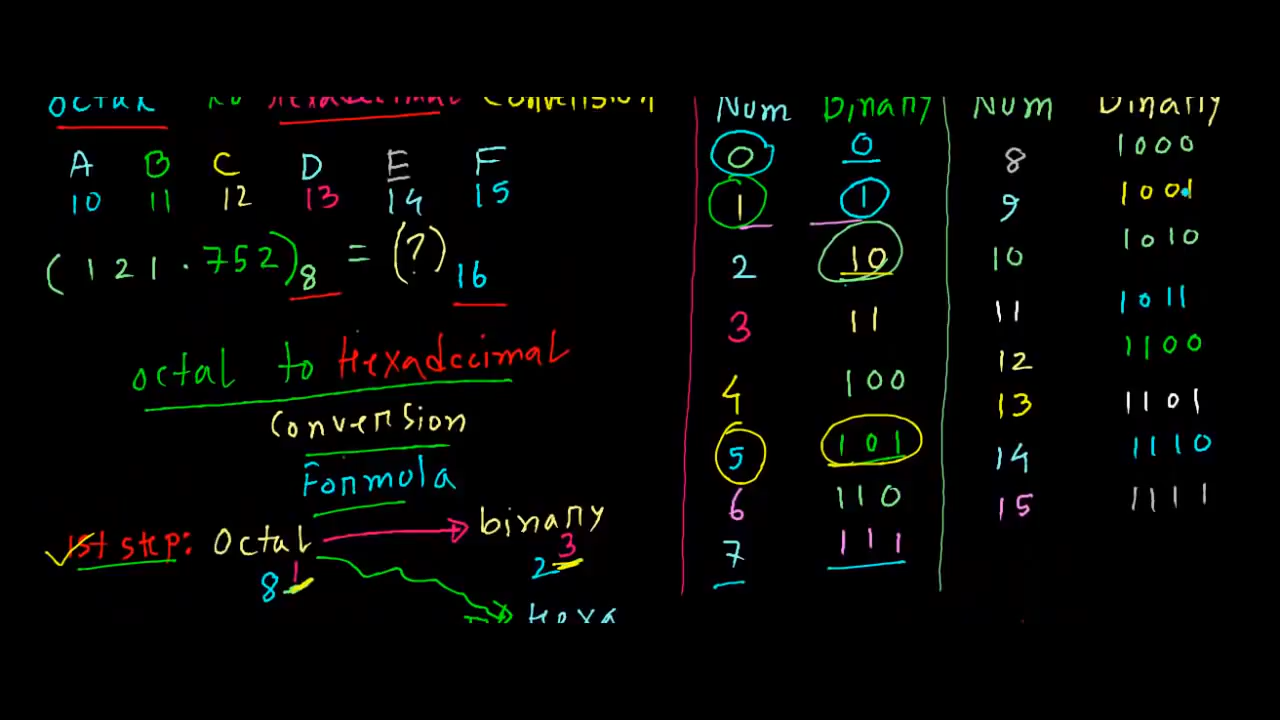 octal to Hexadecimal Conversion
A B C D E F
10 11 12 13 14 15
(121.752)8 = (?)16
octal to Hexadecimal
Conversion
Formula
1st step: Octal binary
8 1 2 3
Hexa
Num Binary Num Binary
0 0 8 1000
1 1 9 1001
2 10 10 1010
3 11 11 1011
4 100 12 1100
5 101 13 1101
6 110 14 1110
7 111 15 1111